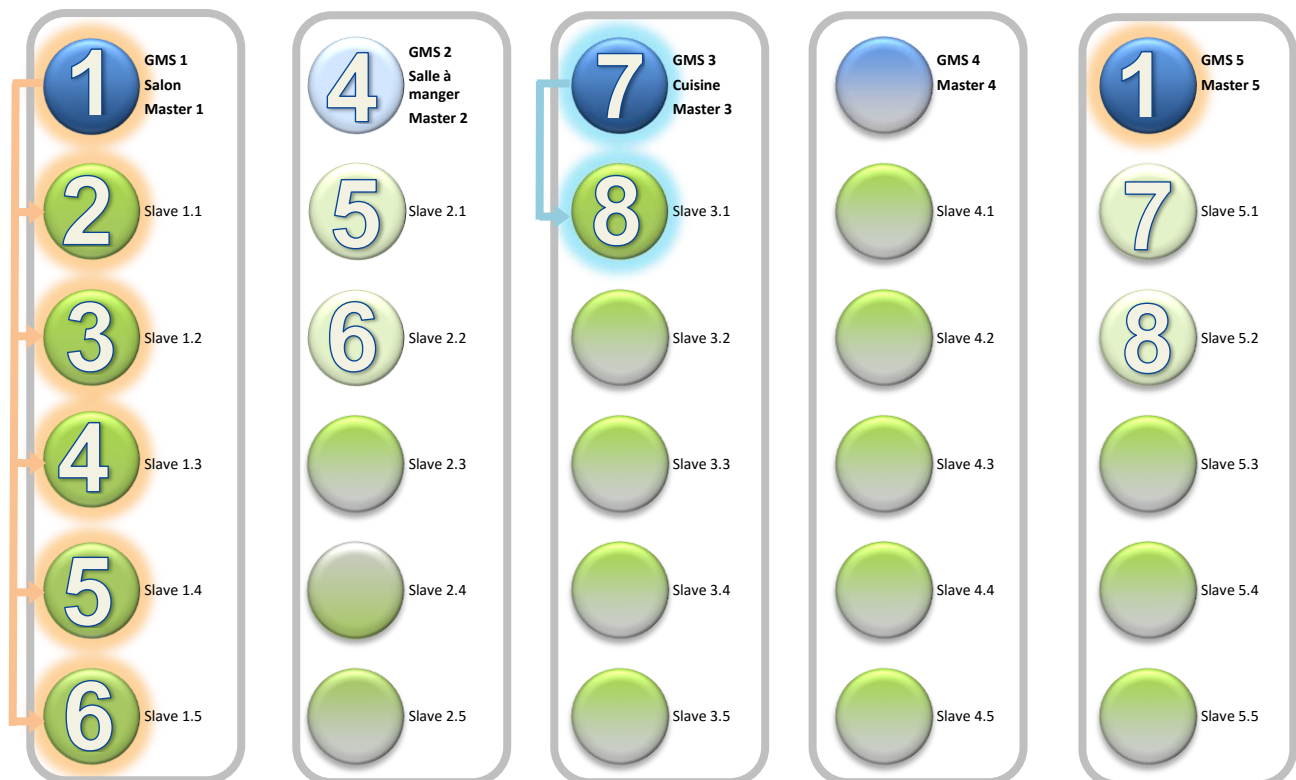 1
GMS 1
Salon
Master 1
2
Slave 1.1
3
Slave 1.2
4
Slave 1.3
5
Slave 1.4
6
Slave 1.5
4
GMS 2
Salle à
manger
Master 2
5
Slave 2.1
6
Slave 2.2
Slave 2.3
Slave 2.4
Slave 2.5
7
GMS 3
Cuisine
Master 3
8
Slave 3.1
Slave 3.2
Slave 3.3
Slave 3.4
Slave 3.5
GMS 4
Master 4
Slave 4.1
Slave 4.2
Slave 4.3
Slave 4.4
Slave 4.5
1
GMS 5
Master 5
7
Slave 5.1
8
Slave 5.2
Slave 5.3
Slave 5.4
Slave 5.5